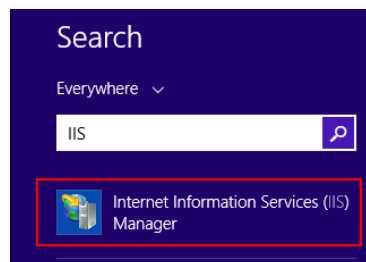 Search
Everywhere
IIS
Internet Information Services (IIS)
Manager